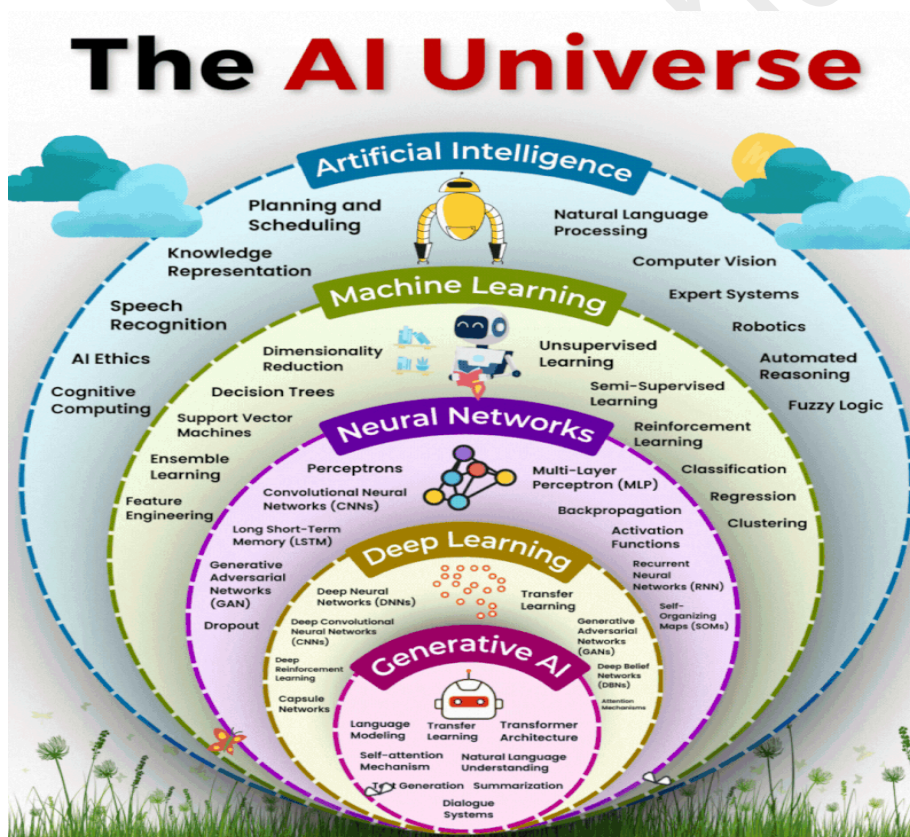 The AI Universe
Artificial Intelligence
Planning and
Scheduling
Natural Language
Processing
Knowledge
Representation
Computer Vision
Speech
Recognition
Expert Systems
Robotics
AI Ethics
Automated
Reasoning
Cognitive
Computing
Fuzzy Logic
Machine Learning
Dimensionality
Reduction
Unsupervised
Learning
Decision Trees
Semi-Supervised
Learning
Support Vector
Machines
Reinforcement
Learning
Ensemble
Learning
Classification
Feature
Engineering
Regression
Clustering
Neural Networks
Perceptrons
Multi-Layer
Perceptron (MLP)
Convolutional Neural
Networks (CNNs)
Backpropagation
Long Short-Term
Memory (LSTM)
Activation
Functions
Generative
Adversarial
Networks
(GAN)
Recurrent
Neural
Networks (RNN)
Dropout
Self-
Organizing
Maps (SOMs)
Deep Learning
Deep Neural
Networks (DNNs)
Transfer
Learning
Deep Convolutional
Neural Networks
(CNNs)
Generative
Adversarial
Networks
(GANs)
Deep
Reinforcement
Learning
Deep Belief
Networks
(DBNs)
Capsule
Networks
Attention
Mechanisms
Generative AI
Language
Modeling
Transfer
Learning
Transformer
Architecture
Self-attention
Mechanism
Natural Language
Understanding
Generation
Summarization
Dialogue
Systems